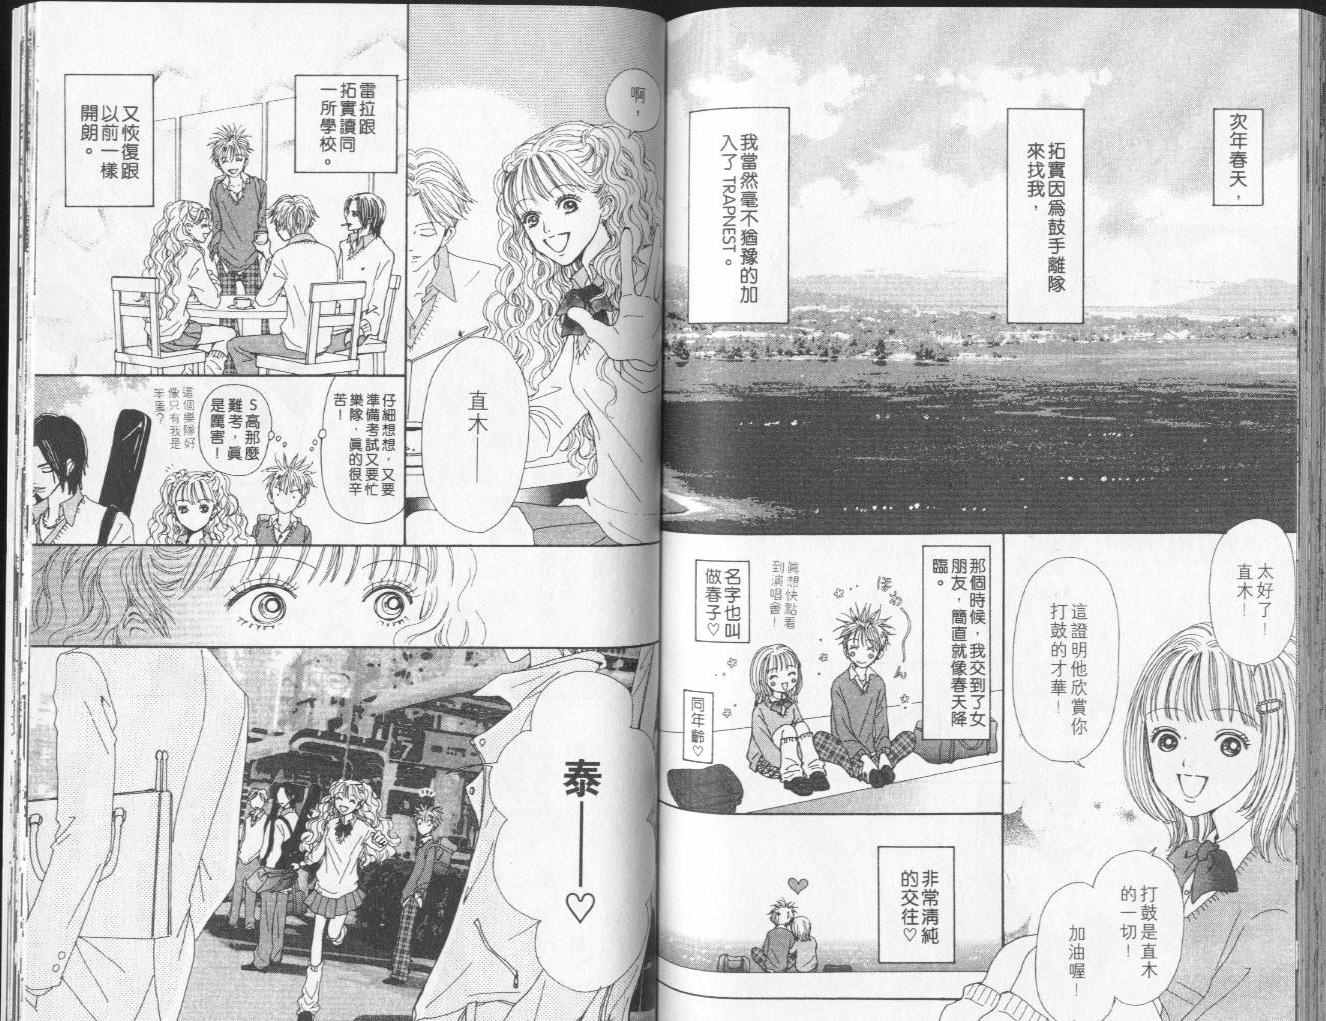 次年春天，
拓實因為鼓手離隊
來找我，
我當然毫不猶豫的加
入了 TRAPNEST。
太好了！
直木！
這證明他欣賞你
打鼓的才華！
打鼓是直木
的一切！
加油喔！
那個時候，我交到了女
朋友，簡直就像春天降
臨。
ほわ～ん
真想快點看
到演唱會！
名字也叫
做春子♡
同年齡♡
非常清純
的交往♡
啊，
直木——
雷拉跟
拓實讀同
一所學校。
又恢復跟
以前一樣
開朗。
仔細想想，又要
準備考試又要忙
樂隊，真的很辛
苦！
S高那麼
難考，真
是厲害！
這個樂隊好
像只有我是
笨蛋？
泰——♡
7